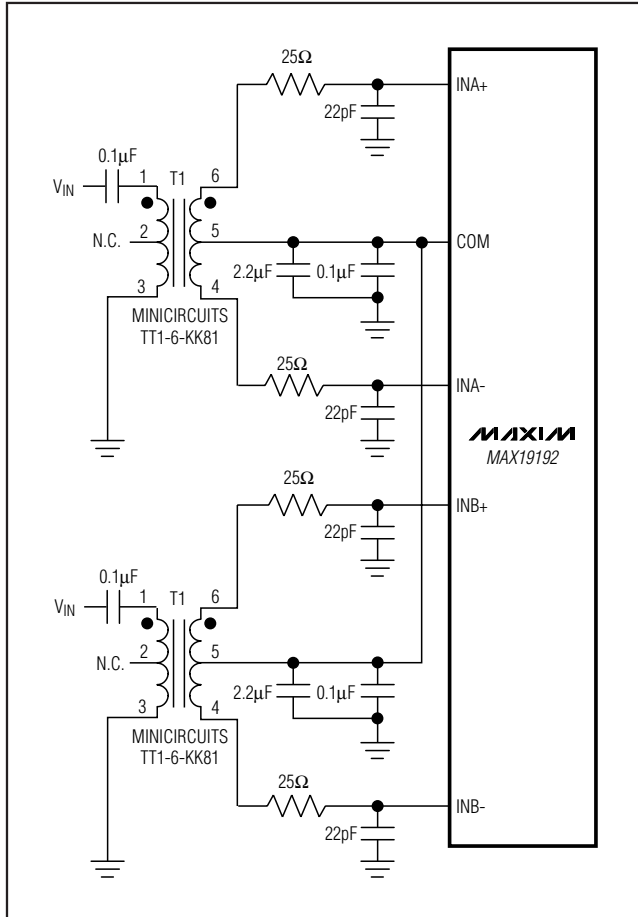 25Ω
INA+
22pF
0.1μF
1
T1
6
VIN
2
5
N.C.
COM
2.2μF
0.1μF
3
4
MINICIRCUITS
TT1-6-KK81
25Ω
INA-
22pF
MAXIM
MAX19192
25Ω
INB+
22pF
0.1μF
1
T1
6
VIN
2
5
N.C.
2.2μF
0.1μF
3
4
MINICIRCUITS
TT1-6-KK81
25Ω
INB-
22pF